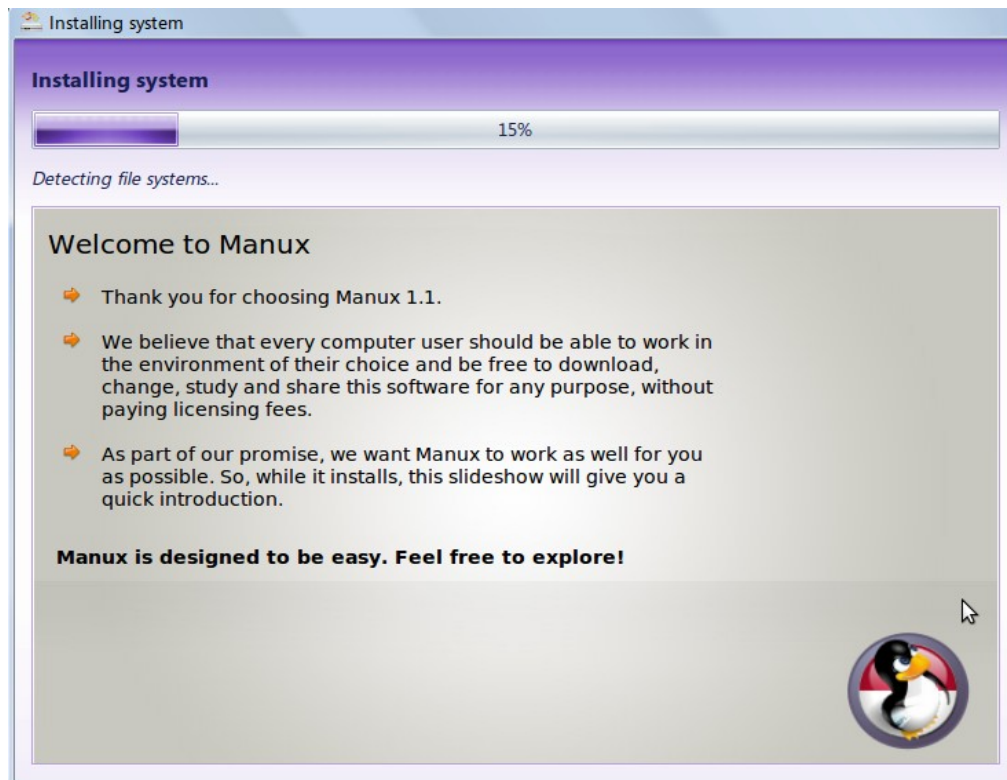 Installing system
Installing system
15%
Detecting file systems...
Welcome to Manux
Thank you for choosing Manux 1.1.
We believe that every computer user should be able to work in
the environment of their choice and be free to download,
change, study and share this software for any purpose, without
paying licensing fees.
As part of our promise, we want Manux to work as well for you
as possible. So, while it installs, this slideshow will give you a
quick introduction.
Manux is designed to be easy. Feel free to explore!